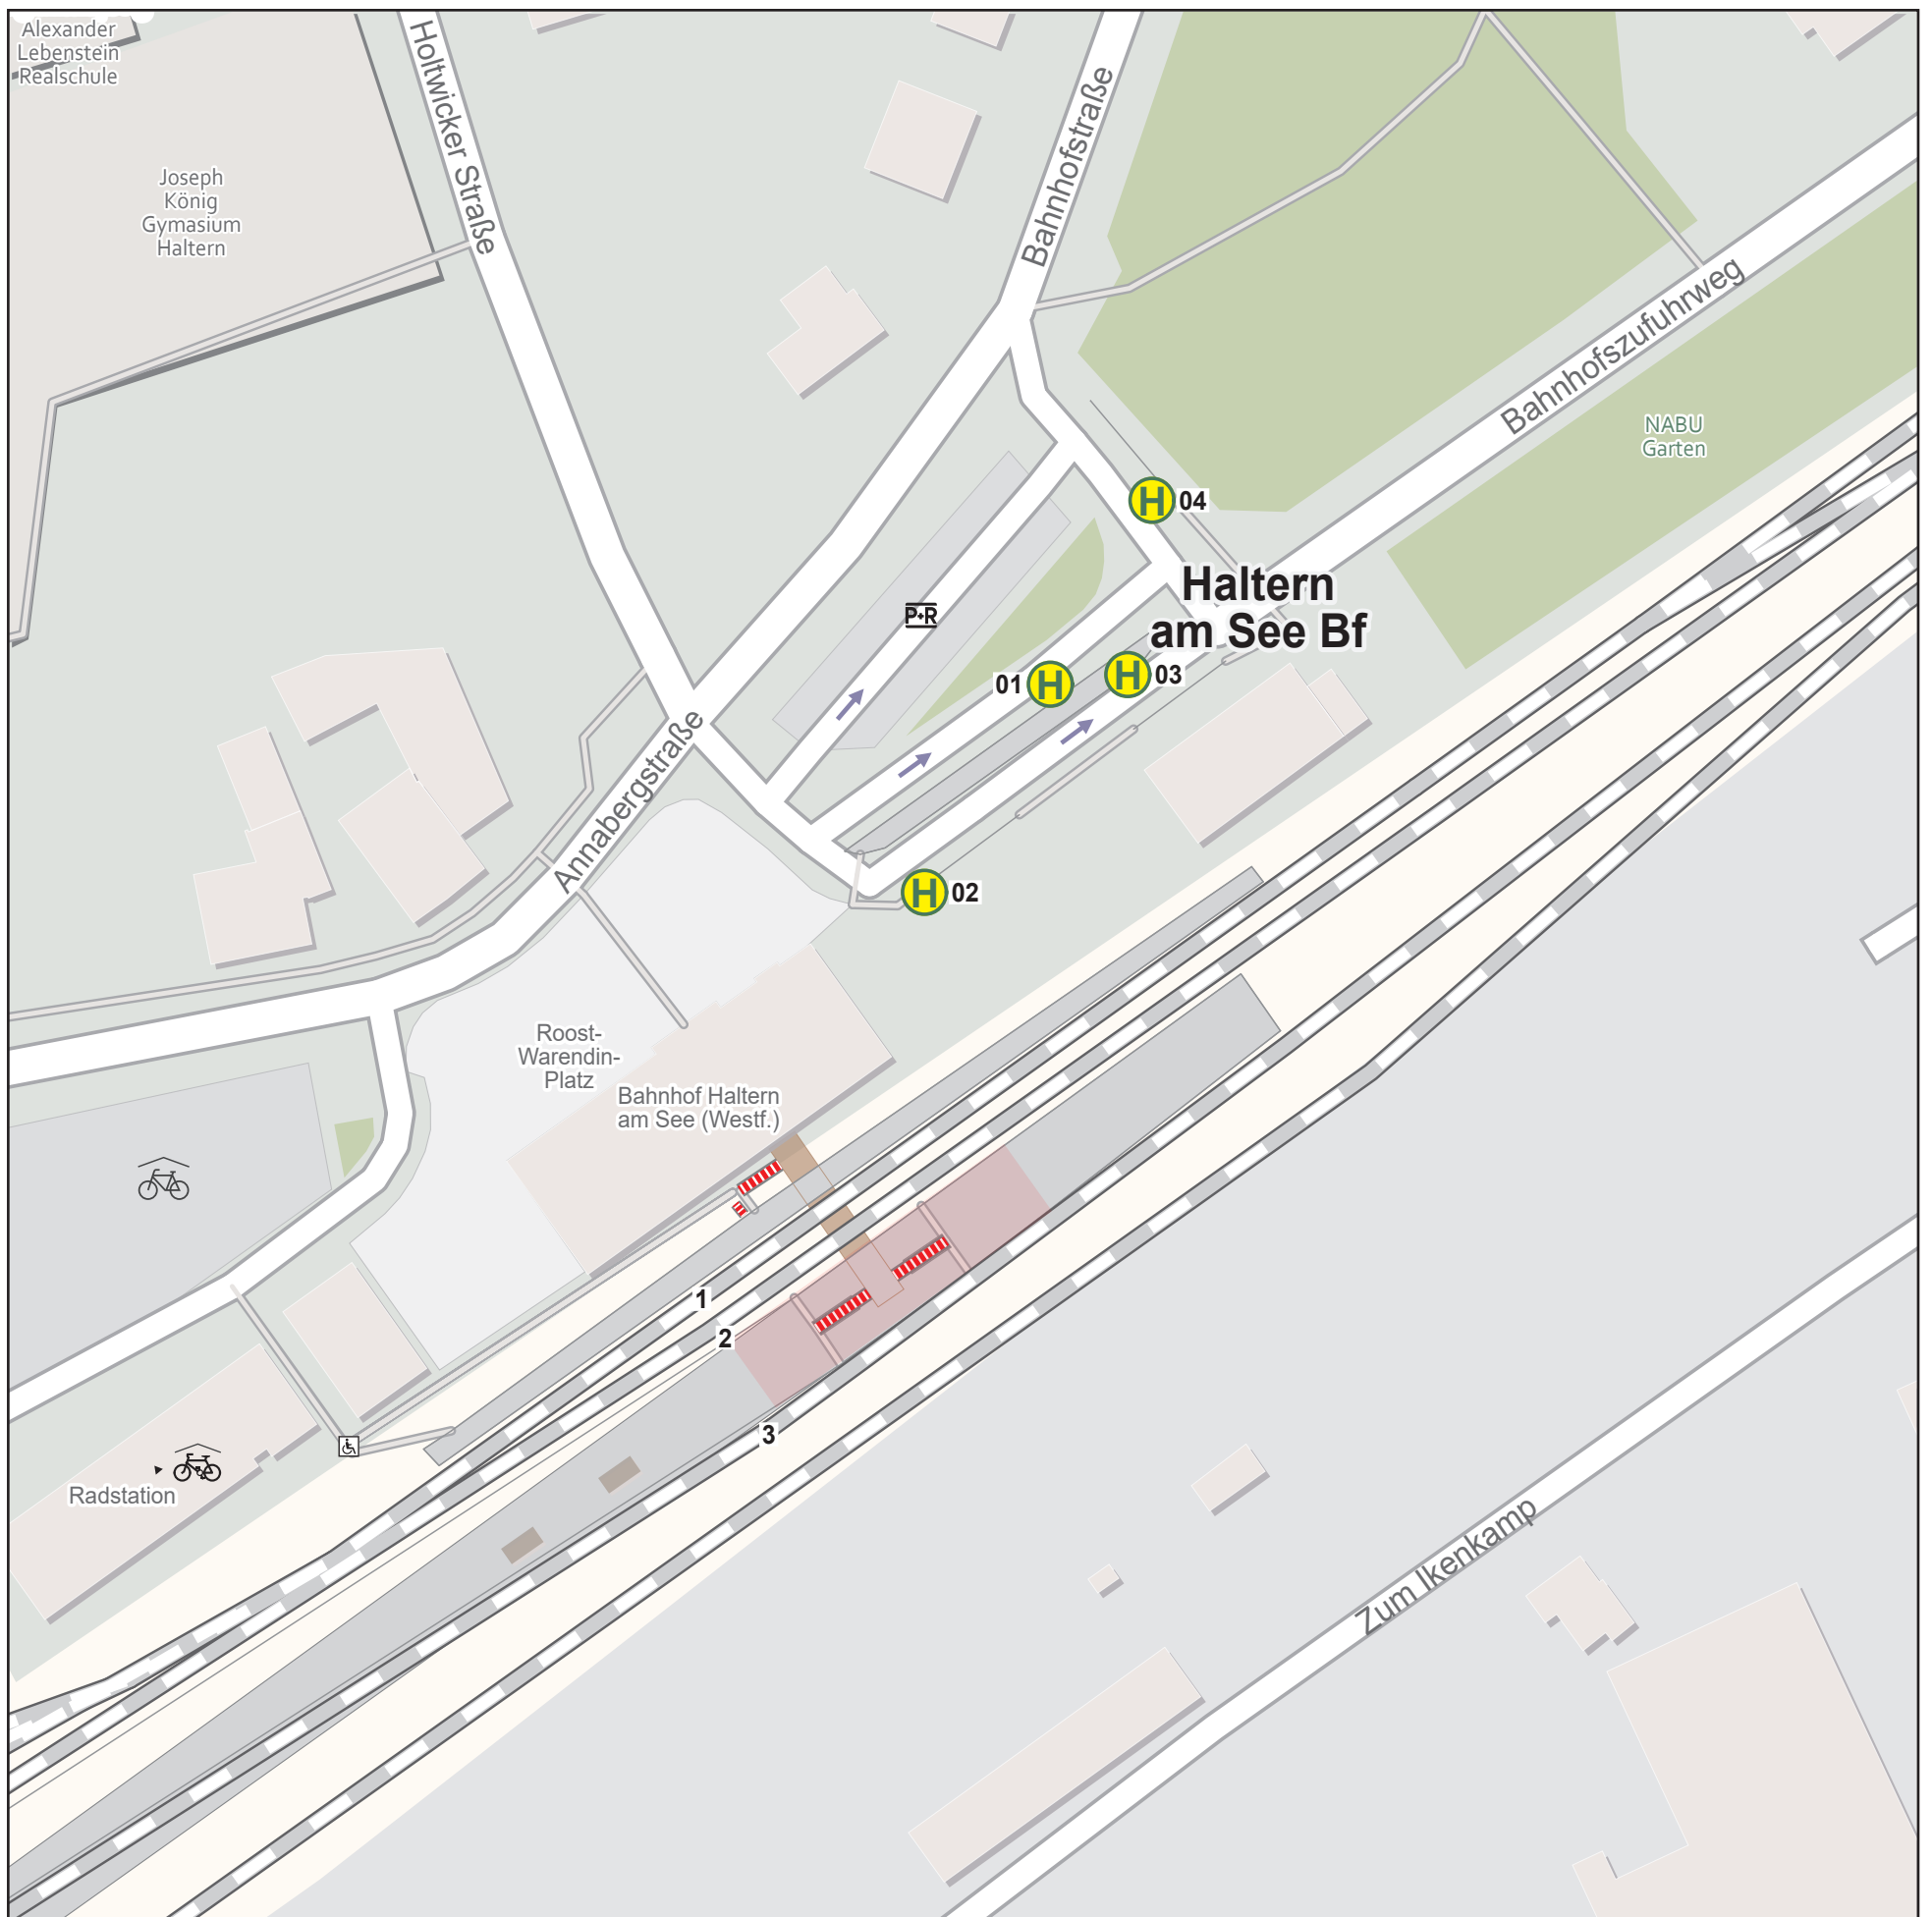 Alexander
Lebenstein
Realschule
Holtwicker Straße
Bahnhofstraße
Joseph
König
Gymasium
Haltern
Bahnhofszufuhrweg
NABU
Garten
H 04
Haltern
am See Bf
P+R
01 H
H 03
Annabergstraße
H 02
Roost-
Warendin-
Platz
Bahnhof Haltern
am See (Westf.)
1
2
3
Radstation
Zum Ikenkamp